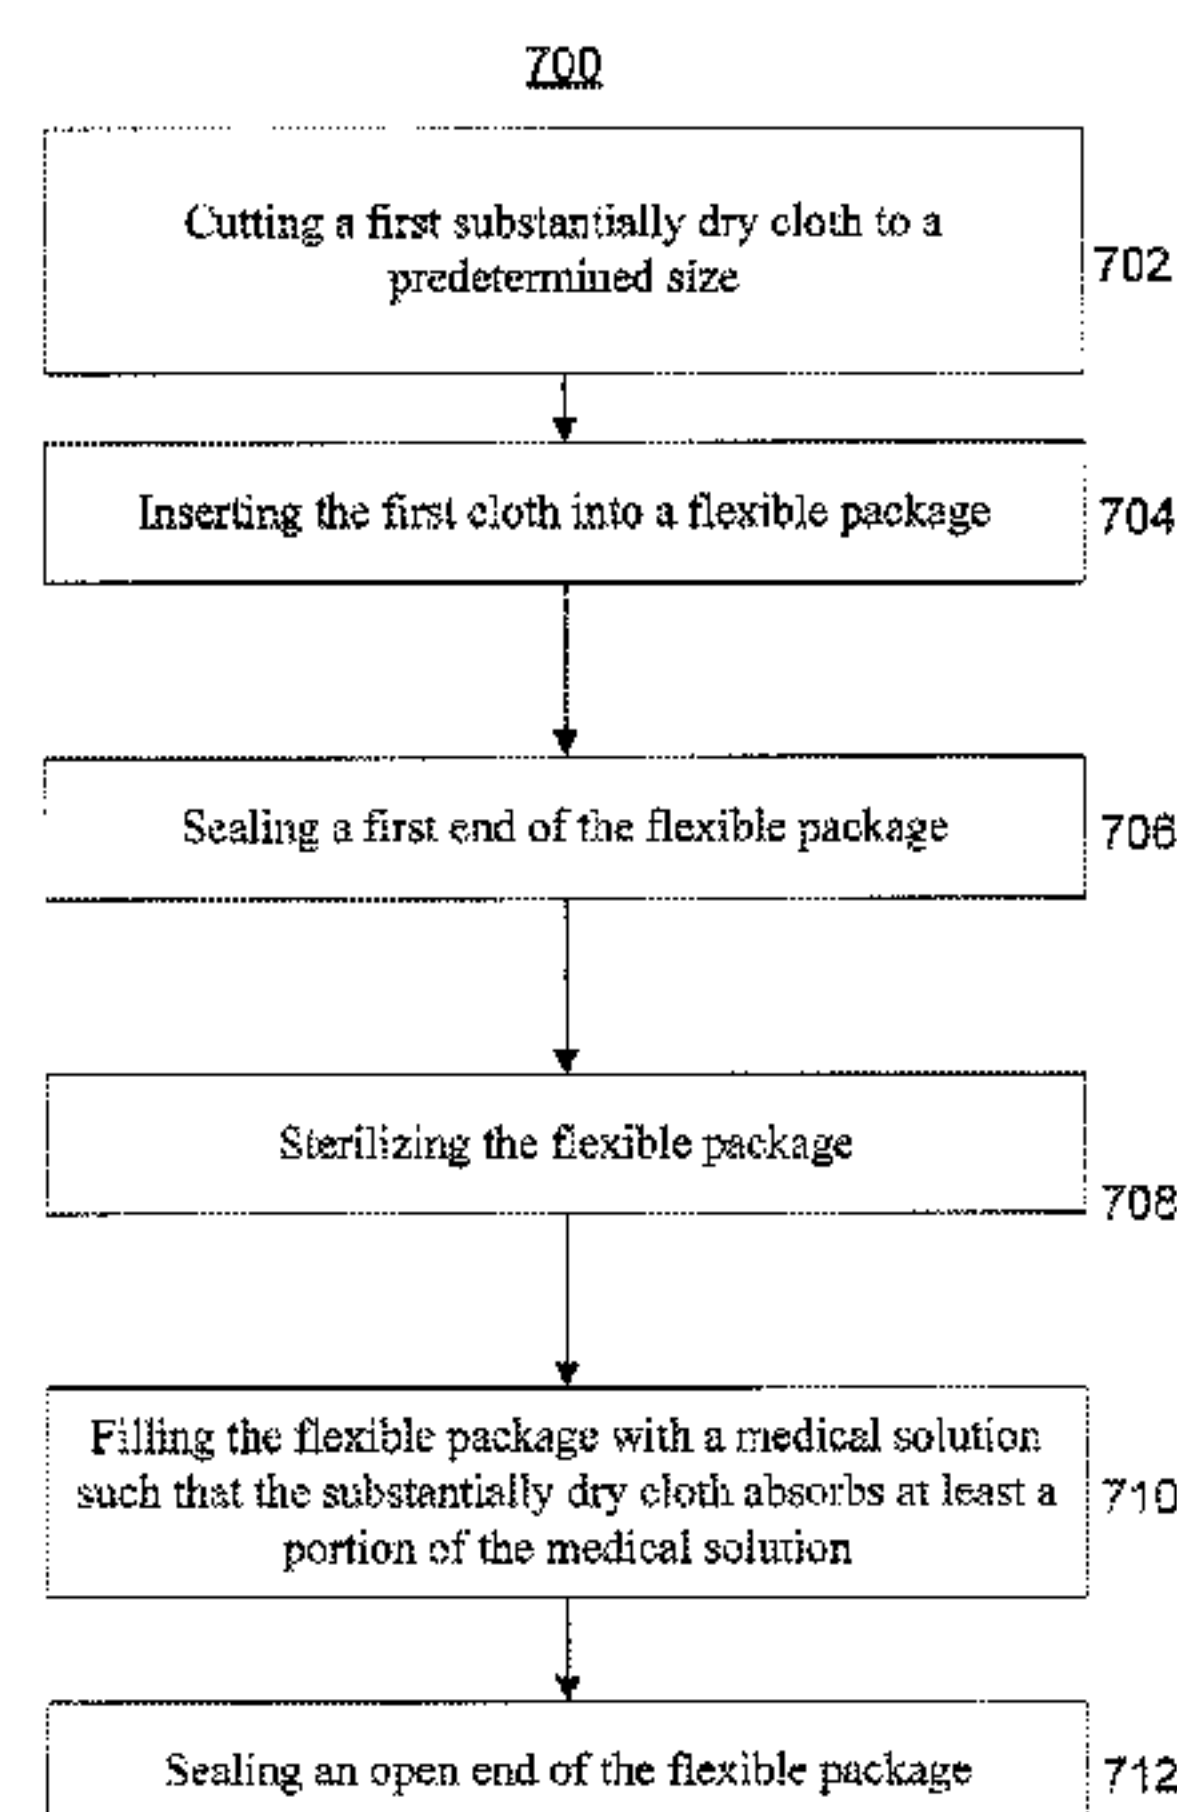 700
Cutting a first substantially dry cloth to a
predetermined size
702
Inserting the first cloth into a flexible package
704
Sealing a first end of the flexible package
706
Sterilizing the flexible package
708
Filling the flexible package with a medical solution
such that the substantially dry cloth absorbs at least a
portion of the medical solution
710
Sealing an open end of the flexible package
712